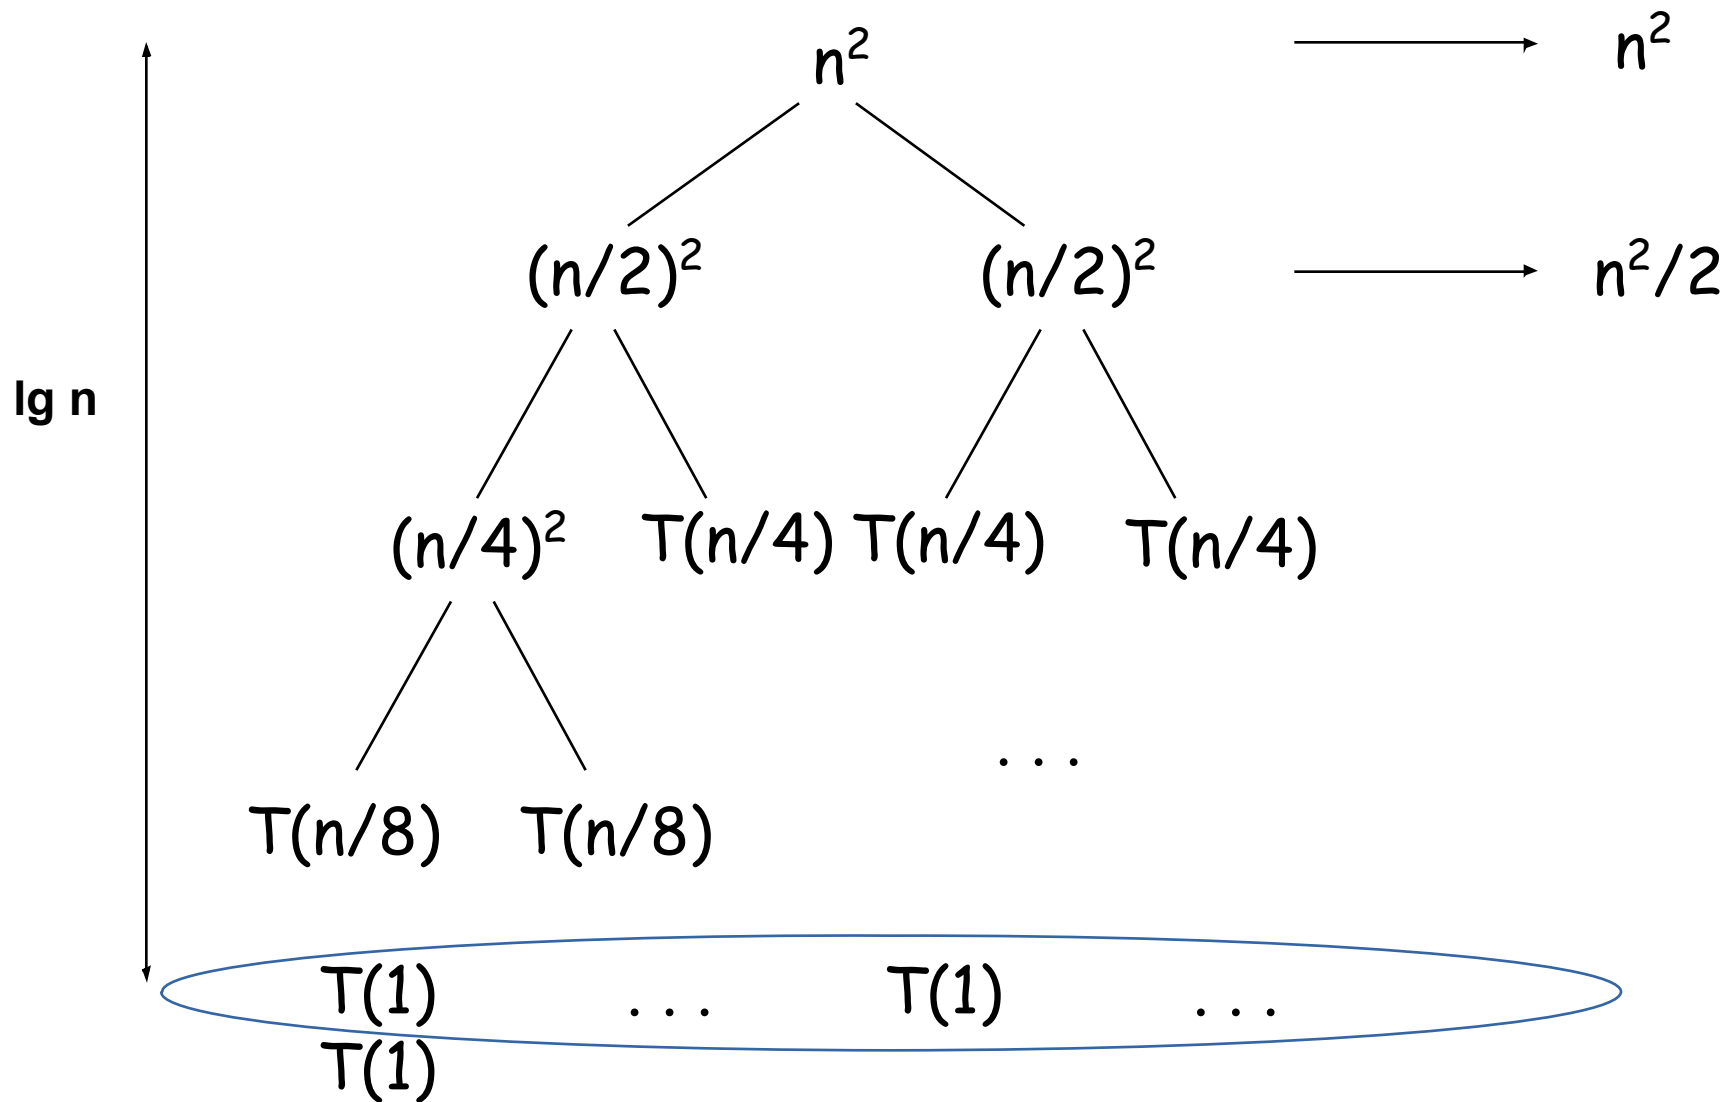 n² n²
(n/2)² (n/2)² n²/2
lg n
(n/4)² T(n/4) T(n/4) T(n/4)
. . .
T(n/8) T(n/8)
T(1) . . . T(1) . . .
T(1)